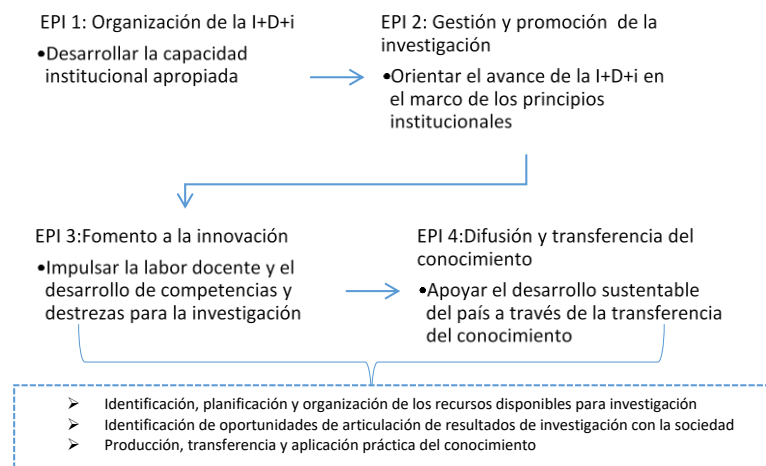 EPI 1: Organización de la I+D+i
•Desarrollar la capacidad
institucional apropiada
EPI 2: Gestión y promoción de la
investigación
•Orientar el avance de la I+D+i en
el marco de los principios
institucionales
EPI 3:Fomento a la innovación
•Impulsar la labor docente y el
desarrollo de competencias y
destrezas para la investigación
EPI 4:Difusión y transferencia del
conocimiento
•Apoyar el desarrollo sustentable
del país a través de la transferencia
del conocimiento
➢ Identificación, planificación y organización de los recursos disponibles para investigación
➢ Identificación de oportunidades de articulación de resultados de investigación con la sociedad
➢ Producción, transferencia y aplicación práctica del conocimiento